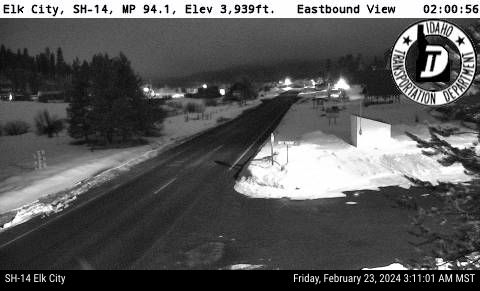 Elk City, SH-14, MP 94.1, Elev 3,939ft. Eastbound View 02:00:56
IDAHO
TRANSPORTATION DEPARTMENT
SH-14 Elk City Friday, February 23, 2024 3:11:01 AM MST